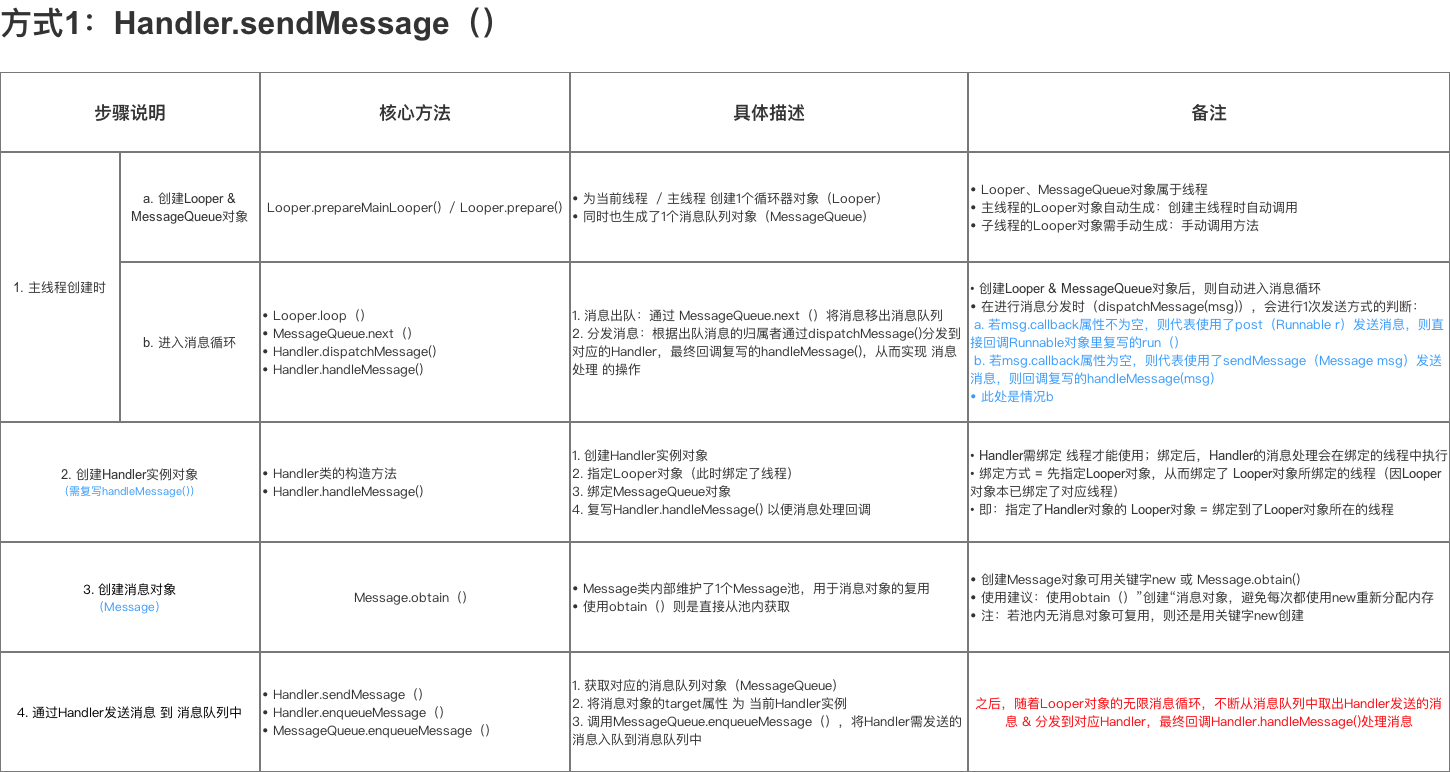 方式1：Handler.sendMessage（）
步骤说明
核心方法
具体描述
备注
1. 主线程创建时
a. 创建Looper &
MessageQueue对象
Looper.prepareMainLooper() / Looper.prepare()
• 为当前线程 / 主线程 创建1个循环器对象（Looper）
• 同时也生成了1个消息队列对象（MessageQueue）
• Looper、MessageQueue对象属于线程
• 主线程的Looper对象自动生成：创建主线程时自动调用
• 子线程的Looper对象需手动生成：手动调用方法
b. 进入消息循环
• Looper.loop（）
• MessageQueue.next（）
• Handler.dispatchMessage()
• Handler.handleMessage()
1. 消息出队：通过 MessageQueue.next（）将消息移出消息队列
2. 分发消息：根据出队消息的归属者通过dispatchMessage()分发到
对应的Handler，最终回调复写的handleMessage()，从而实现 消息
处理 的操作
• 创建Looper & MessageQueue对象后，则自动进入消息循环
• 在进行消息分发时（dispatchMessage(msg)），会进行1次发送方式的判断：
a. 若msg.callback属性不为空，则代表使用了post（Runnable r）发送消息，则直
接回调Runnable对象里复写的run（）
b. 若msg.callback属性为空，则代表使用了sendMessage（Message msg）发送
消息，则回调复写的handleMessage(msg)
• 此处是情况b
2. 创建Handler实例对象
（需复写handleMessage()）
• Handler类的构造方法
• Handler.handleMessage()
1. 创建Handler实例对象
2. 指定Looper对象（此时绑定了线程）
3. 绑定MessageQueue对象
4. 复写Handler.handleMessage() 以便消息处理回调
• Handler需绑定 线程才能使用；绑定后，Handler的消息处理会在绑定的线程中执行
• 绑定方式 = 先指定Looper对象，从而绑定了 Looper对象所绑定的线程（因Looper
对象本已绑定了对应线程）
• 即：指定了Handler对象的 Looper对象 = 绑定到了Looper对象所在的线程
3. 创建消息对象
（Message）
Message.obtain（）
• Message类内部维护了1个Message池，用于消息对象的复用
• 使用obtain（）则是直接从池内获取
• 创建Message对象可用关键字new 或 Message.obtain()
• 使用建议：使用obtain（）”创建“消息对象，避免每次都使用new重新分配内存
• 注：若池内无消息对象可复用，则还是用关键字new创建
4. 通过Handler发送消息 到 消息队列中
• Handler.sendMessage（）
• Handler.enqueueMessage（）
• MessageQueue.enqueueMessage（）
1. 获取对应的消息队列对象（MessageQueue）
2. 将消息对象的target属性 为 当前Handler实例
3. 调用MessageQueue.enqueueMessage（），将Handler需发送的
消息入队到消息队列中
之后，随着Looper对象的无限消息循环，不断从消息队列中取出Handler发送的消
息 & 分发到对应Handler，最终回调Handler.handleMessage()处理消息